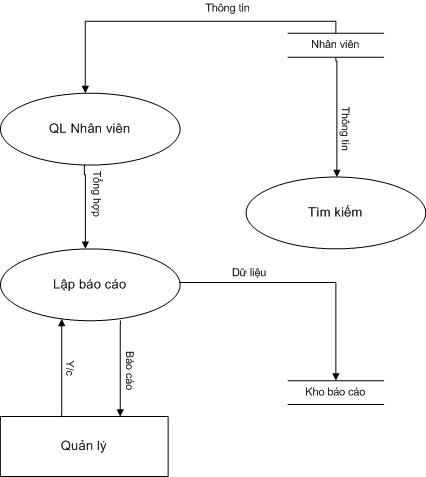 Thông tin
Nhân viên
QL Nhân viên
Thông tin
Tổng hợp
Tìm kiếm
Dữ liệu
Lập báo cáo
Y/c
Báo cáo
Kho báo cáo
Quản lý